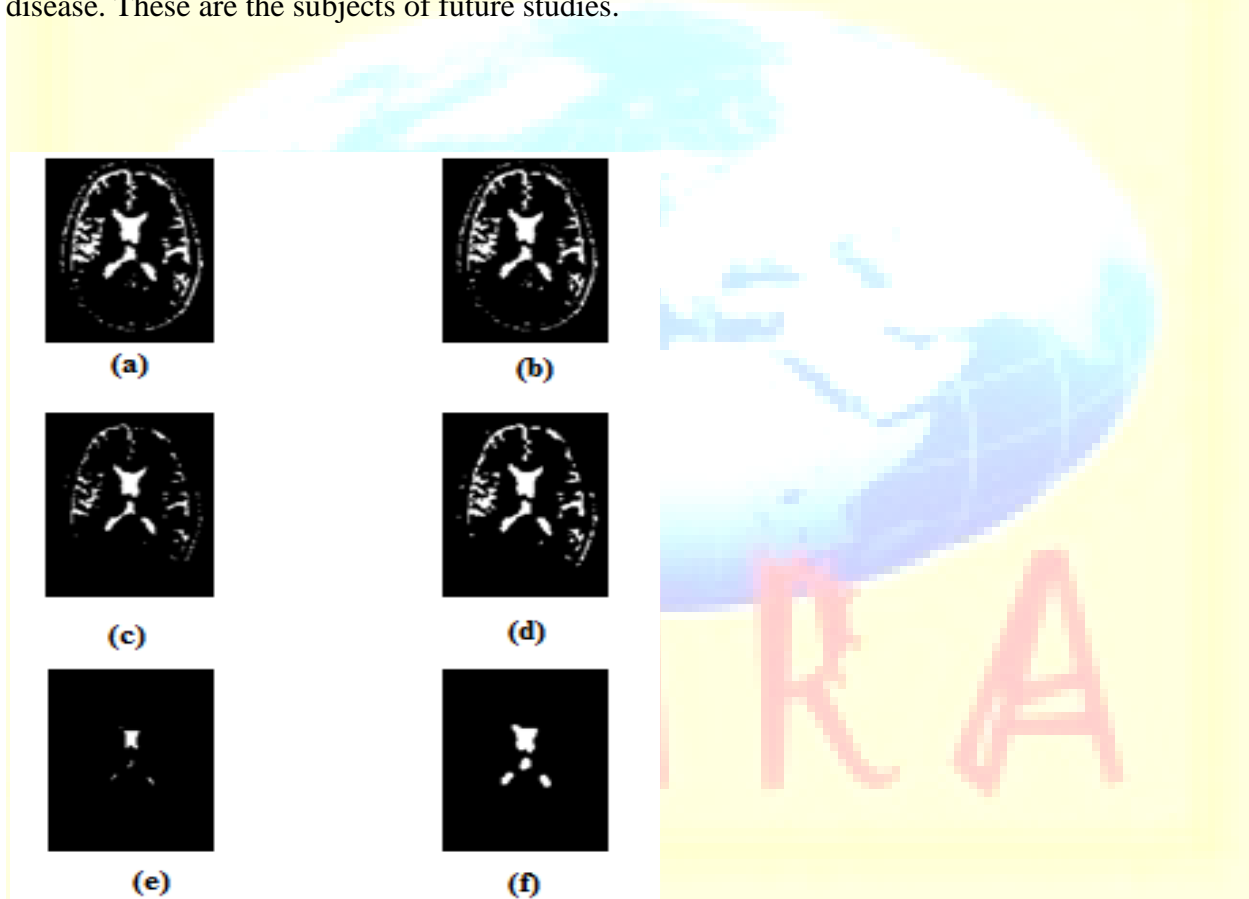 disease. These are the subjects of future studies.
(a) (b)
(c) (d)
(e) (f)
R A